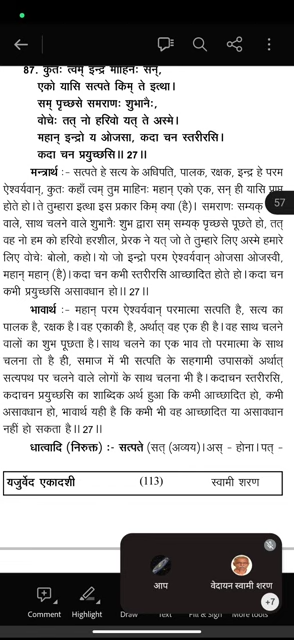 87. कुतः त्वम् इन्द्र माहिनः सन्,
एको यासि सत्पते किम् ते इत्था।
सम् पृच्छसे समराणः शुभानैः,
वोचेः तत् नो हरिवो यत् ते अस्मे।
महान् इन्द्रो य ओजसा, कदा चन स्तरीरसि।
कदा चन प्रयुच्छसि ।। 27 ।।
मन्त्रार्थ :- सत्पते हे सत्य के अधिपति, पालक, रक्षक, इन्द्र हे परम
ऐश्वर्यवान्, कुतः कहाँ त्वम् तुम माहिनः महान् एको एक, सन् ही यासि
होते हो। ते तुम्हारा इत्था इस प्रकार किम् क्या (है)। समराणः सम्यक्
57
वाले, साथ चलने वाले शुभानैः शुभ द्वारा सम् सम्यक् पृच्छसे पूछते हो, तत्
वह नो हम को हरिवो हरशील, प्रेरक ने यत् जो ते तुम्हारे लिए अस्मे हमारे
लिए वोचेः बोलो, कहो। यो जो इन्द्रो परम ऐश्वर्यवान् ओजसा ओजस्वी,
महान् महान् (है)। कदा चन कभी स्तरीरसि आच्छादित होते हो। कदा चन
कभी प्रयुच्छसि असावधान हो।। 27 ।।
भावार्थ :- महान् परम ऐश्वर्यवान् परमात्मा सत्पति है, सत्य का
पालक है, रक्षक है। वह एकाकी है, अर्थात् वह एक ही है। वह साथ चलने
वालों का शुभ पूछता है। साथ चलने का एक भाव तो परमात्मा के साथ
चलना तो है ही, समाज में भी सत्पति के सहगामी उपासकों अर्थात्
सत्यपथ पर चलने वाले लोगों के साथ चलना भी है। कदाचन स्तरीरसि,
कदाचन प्रयुच्छसि का शाब्दिक अर्थ हुआ कि कभी आच्छादित हो, कभी
असावधान हो, भावार्थ यही है कि कभी भी वह आच्छादित या असावधान
नहीं हो सकता है।। 27 ।।
धात्वादि (निरुक्त) :- सत्पते (सत् (अव्यय)। अस् - होना। पत् -
यजुर्वेद एकादशी (113) स्वामी शरण
आप
वेदायन स्वामी शरण
+7
Comment Highlight Draw Text Fill & Sign More tools